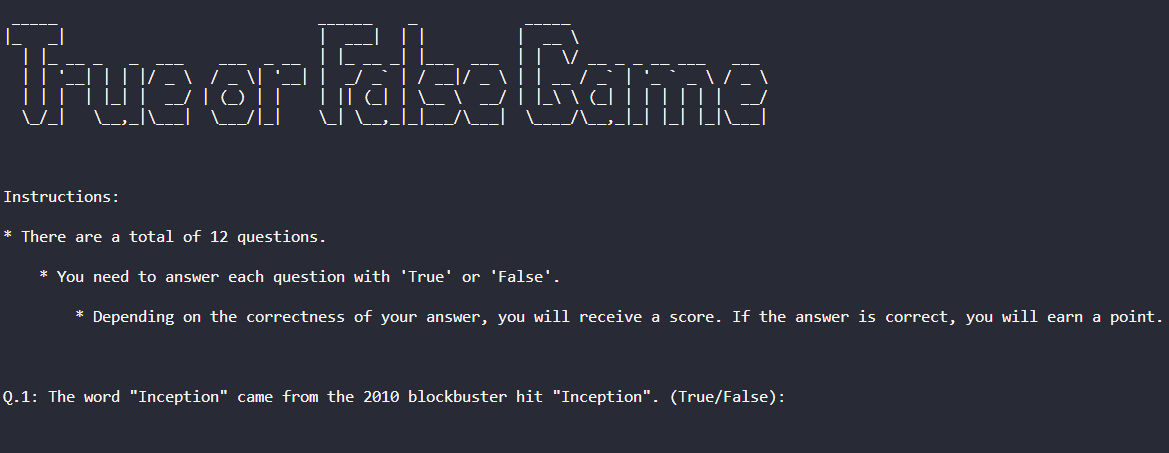 True or False Game
Instructions:
* There are a total of 12 questions.
* You need to answer each question with 'True' or 'False'.
* Depending on the correctness of your answer, you will receive a score. If the answer is correct, you will earn a point.
Q.1: The word "Inception" came from the 2010 blockbuster hit "Inception". (True/False):